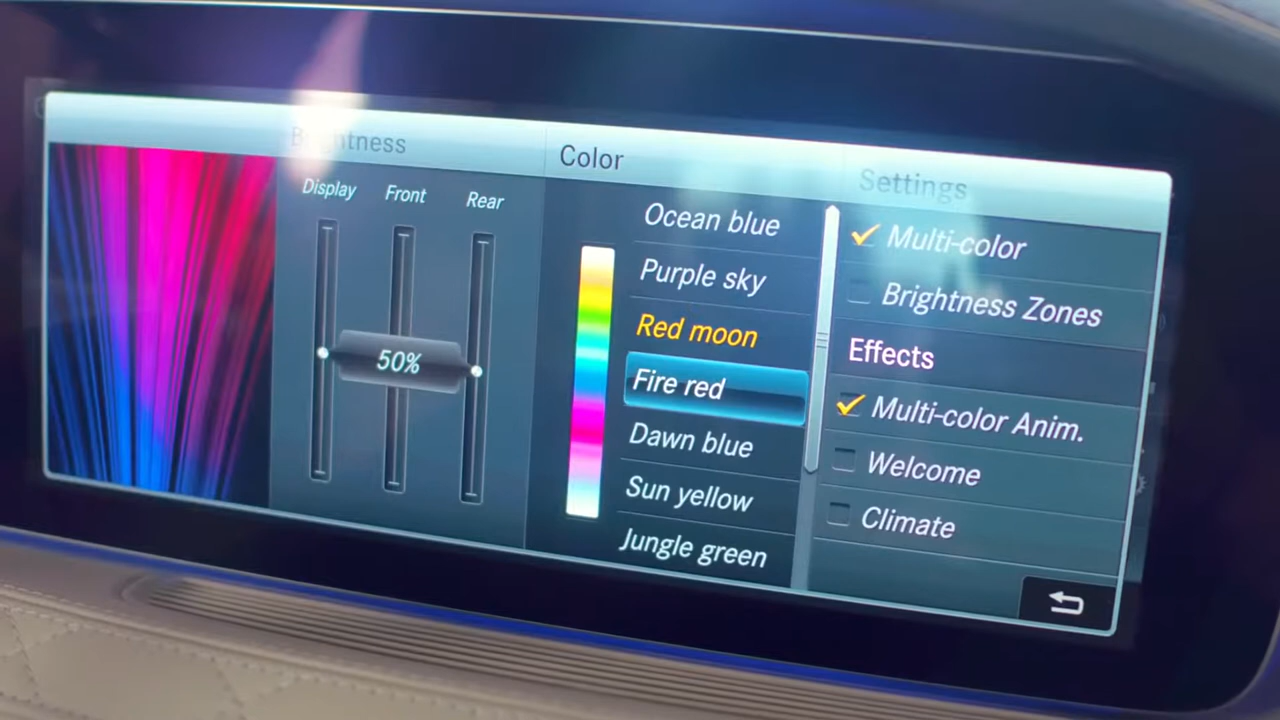 Brightness
Display Front Rear
50%
Color
Ocean blue
Purple sky
Red moon
Fire red
Dawn blue
Sun yellow
Jungle green
Settings
Multi-color
Brightness Zones
Effects
Multi-color Anim.
Welcome
Climate